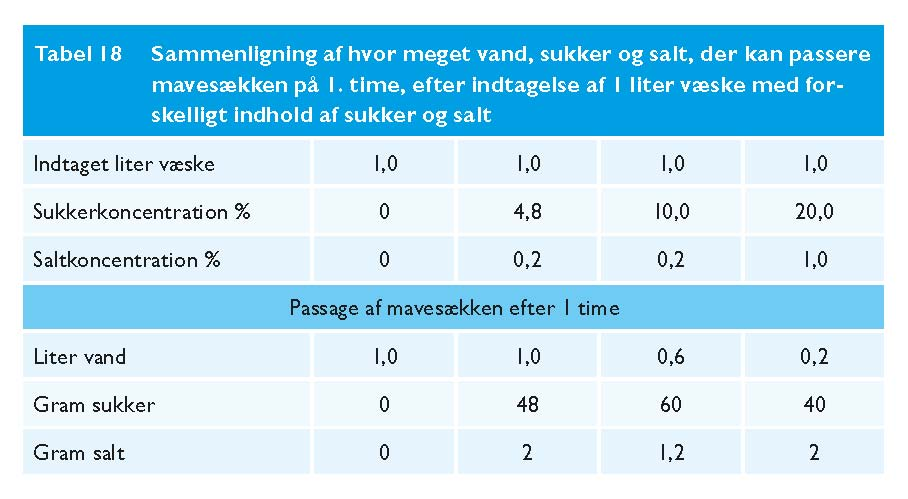 Tabel 18 Sammenligning af hvor meget vand, sukker og salt, der kan passere
mavesækken på 1. time, efter indtagelse af 1 liter væske med for-
skelligt indhold af sukker og salt
Indtaget liter væske 1,0 1,0 1,0 1,0
Sukkerkoncentration % 0 4,8 10,0 20,0
Saltkoncentration % 0 0,2 0,2 1,0
Passage af mavesækken efter 1 time
Liter vand 1,0 1,0 0,6 0,2
Gram sukker 0 48 60 40
Gram salt 0 2 1,2 2